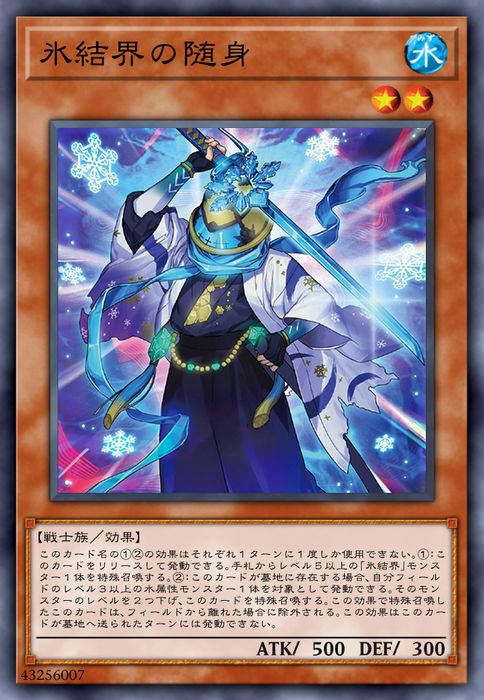 氷結界の随身
みず
水
【戦士族／効果】
このカード名の①②の効果はそれぞれ１ターンに１度しか使用できない。①：こ
のカードをリリースして発動できる。手札からレベル５以上の「氷結界」モンス
ター１体を特殊召喚する。②：このカードが墓地に存在する場合、自分フィール
ドのレベル３以上の水属性モンスター１体を対象として発動できる。そのモンス
ターのレベルを２つ下げ、このカードを特殊召喚する。この効果で特殊召喚し
たこのカードは、フィールドから離れた場合に除外される。この効果はこのカー
ドが墓地へ送られたターンには発動できない。
ATK/ 500 DEF/ 300
43256007